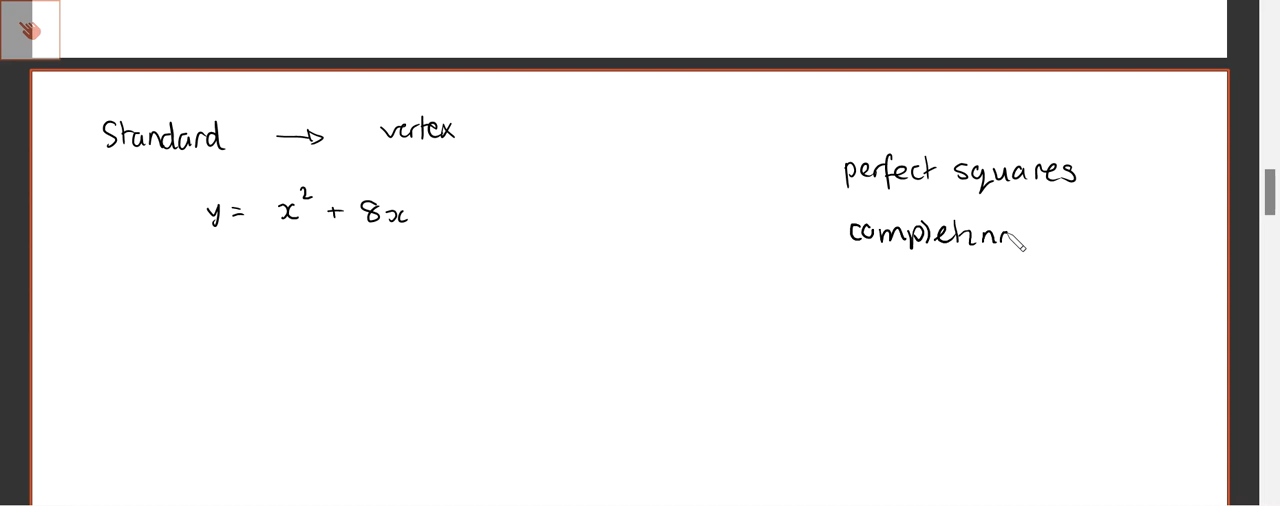 Standard → vertex
y = x² + 8x
perfect squares